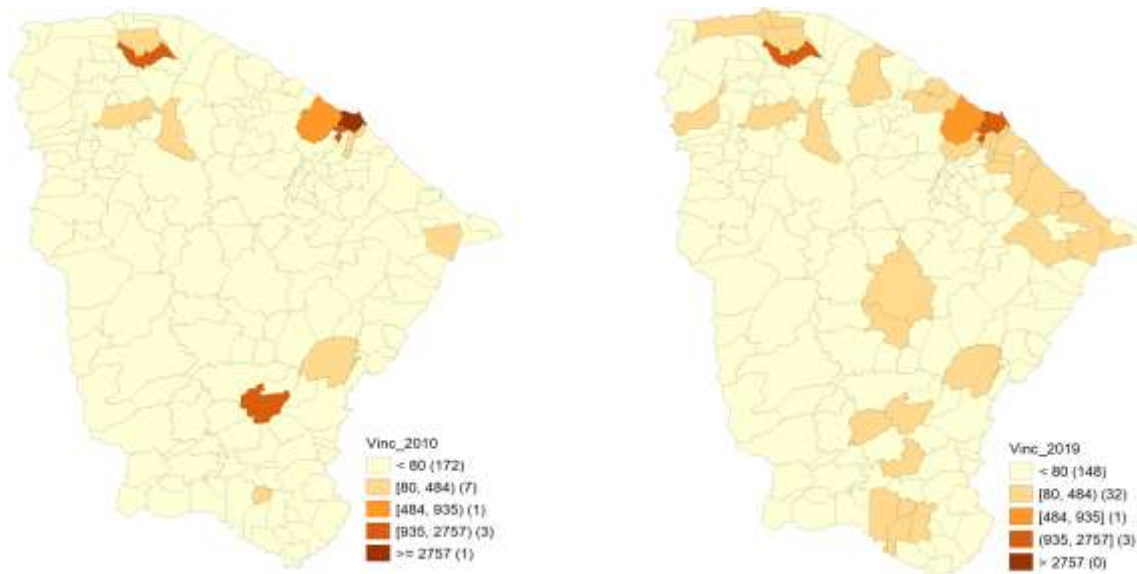 Vinc_2010
< 80 (172)
[80, 484) (7)
[484, 935) (1)
[935, 2757) (3)
>= 2757 (1)
Vinc_2019
< 80 (148)
[80, 484) (32)
[484, 935] (1)
(935, 2757] (3)
> 2757 (0)